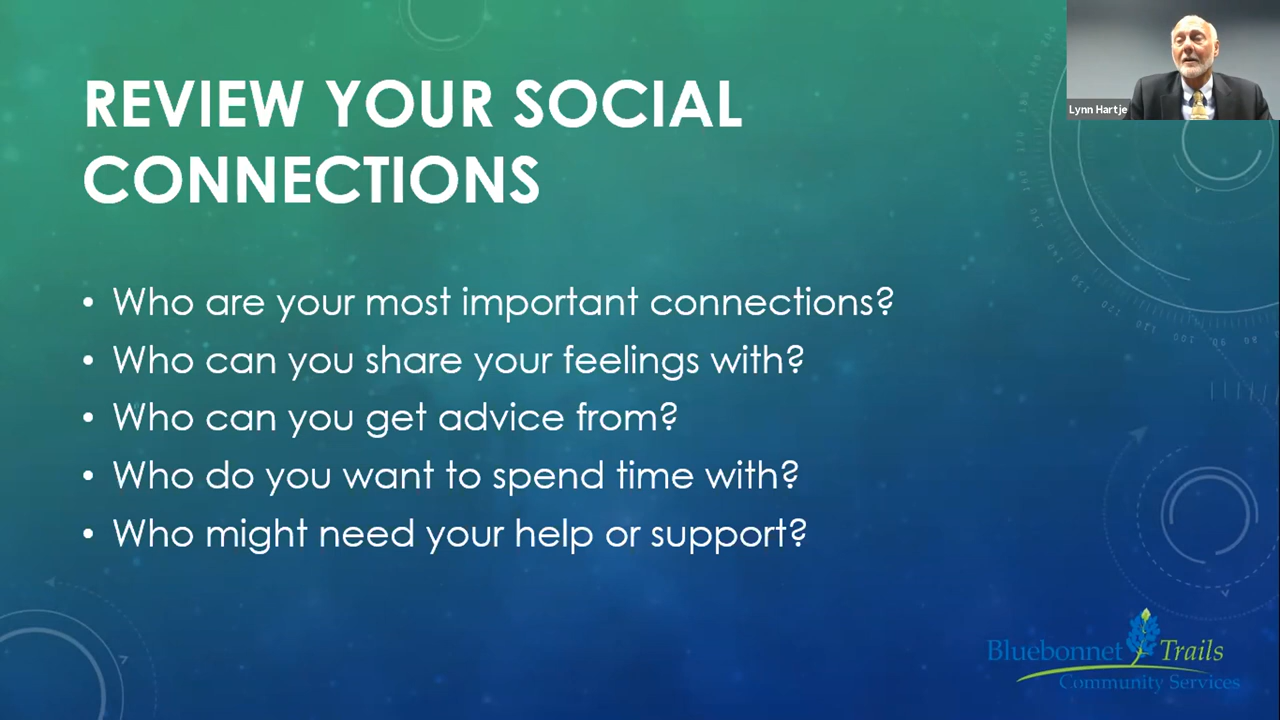 REVIEW YOUR SOCIAL
CONNECTIONS
• Who are your most important connections?
• Who can you share your feelings with?
• Who can you get advice from?
• Who do you want to spend time with?
• Who might need your help or support?
Lynn Hartje
Bluebonnet Trails
Community Services